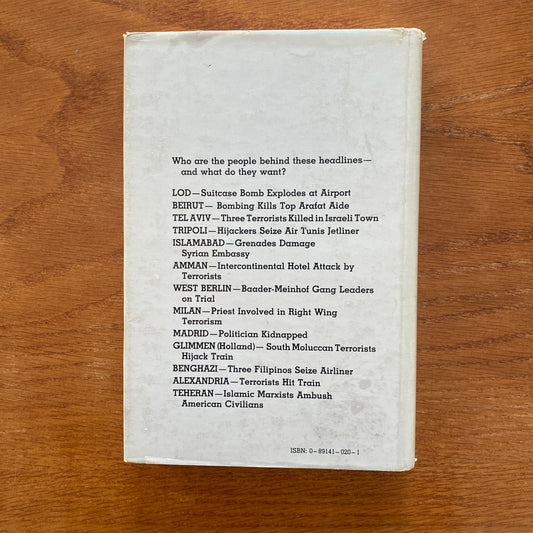 Who are the people behind these headlines—
and what do they want?
LOD—Suitcase Bomb Explodes at Airport
BEIRUT—Bombing Kills Top Arafat Aide
TEL AVIV—Three Terrorists Killed in Israeli Town
TRIPOLI—Hijackers Seize Air Tunis Jetliner
ISLAMABAD—Grenades Damage
Syrian Embassy
AMMAN—Intercontinental Hotel Attack by
Terrorists
WEST BERLIN—Baader-Meinhof Gang Leaders
on Trial
MILAN—Priest Involved in Right Wing
Terrorism
MADRID—Politician Kidnapped
GLIMMEN (Holland)—South Moluccan Terrorists
Hijack Train
BENGHAZI—Three Filipinos Seize Airliner
ALEXANDRIA—Terrorists Hit Train
TEHERAN—Islamic Marxists Ambush
American Civilians
ISBN: 0-89141-020-1